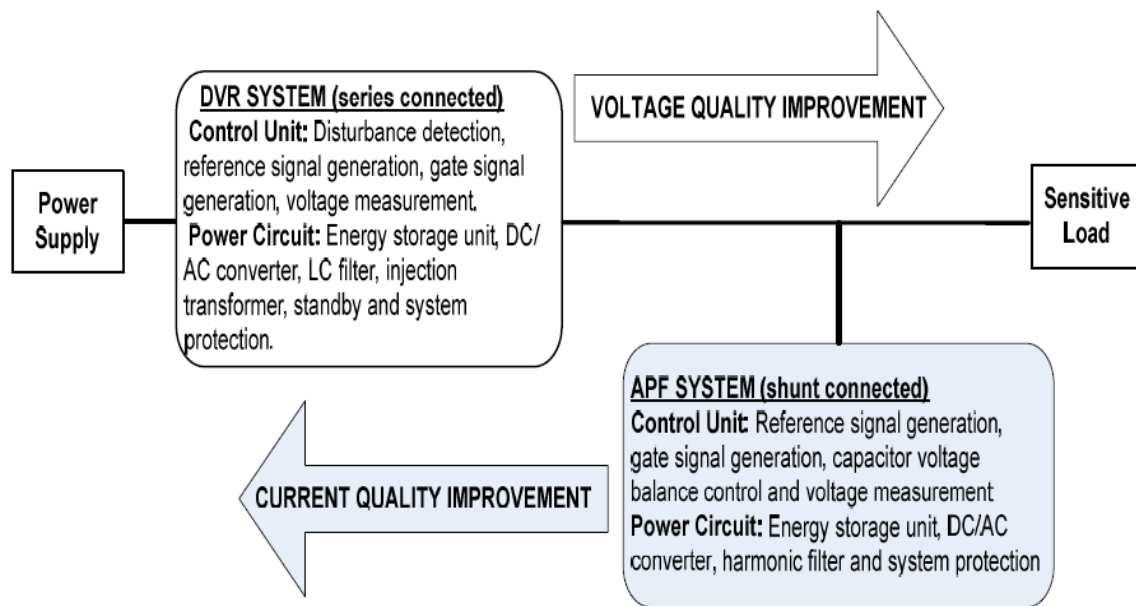 DVR SYSTEM (series connected)
Control Unit: Disturbance detection,
reference signal generation, gate signal
generation, voltage measurement.
Power Circuit: Energy storage unit, DC/
AC converter, LC filter, injection
transformer, standby and system
protection.
VOLTAGE QUALITY IMPROVEMENT
Power
Supply
Sensitive
Load
APF SYSTEM (shunt connected)
Control Unit: Reference signal generation,
gate signal generation, capacitor voltage
balance control and voltage measurement
Power Circuit: Energy storage unit, DC/AC
converter, harmonic filter and system protection
CURRENT QUALITY IMPROVEMENT